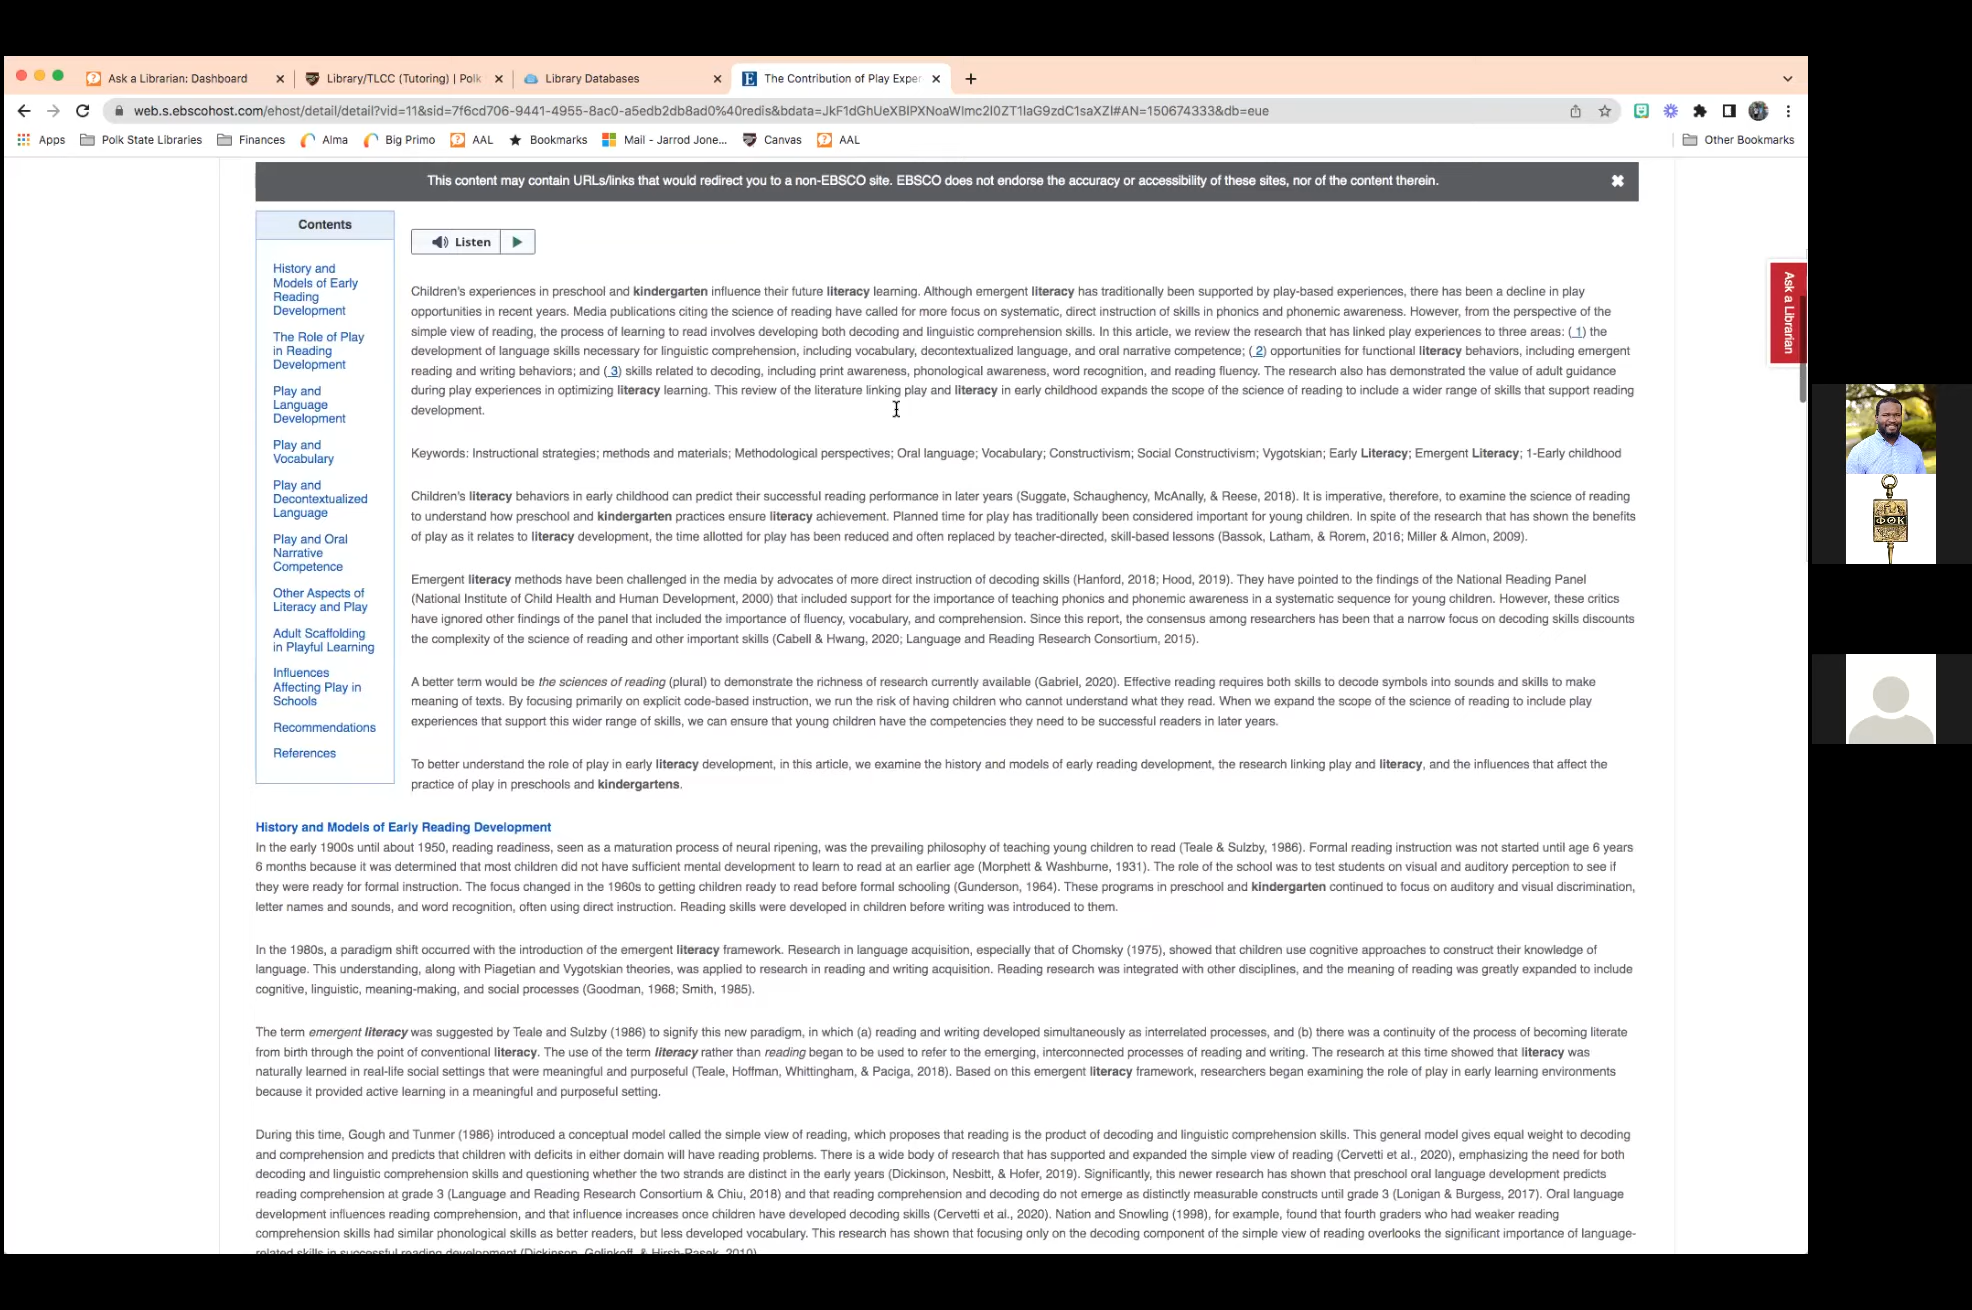 Ask a Librarian: Dashboard
Library/TLCC (Tutoring) | Polk
Library Databases
The Contribution of Play Exper
web.s.ebscohost.com/ehost/detail/detail?vid=11&sid=7f6cd706-9441-4955-8ac0-a5edb2db8ad0%40redis&bdata=JkF1dGhUeXBlPXNoaWImc2l0ZT1laG9zdC1saXZl#AN=150674333&db=eue
Apps Polk State Libraries Finances Alma Big Primo AAL Bookmarks Mail - Jarrod Jone... Canvas AAL Other Bookmarks
This content may contain URLs/links that would redirect you to a non-EBSCO site. EBSCO does not endorse the accuracy or accessibility of these sites, nor of the content therein.
Contents
History and
Models of Early
Reading
Development
The Role of Play
in Reading
Development
Play and
Language
Development
Play and
Vocabulary
Play and
Decontextualized
Language
Play and Oral
Narrative
Competence
Other Aspects of
Literacy and Play
Adult Scaffolding
in Playful Learning
Influences
Affecting Play in
Schools
Recommendations
References
Listen
Children's experiences in preschool and kindergarten influence their future literacy learning. Although emergent literacy has traditionally been supported by play-based experiences, there has been a decline in play
opportunities in recent years. Media publications citing the science of reading have called for more focus on systematic, direct instruction of skills in phonics and phonemic awareness. However, from the perspective of the
simple view of reading, the process of learning to read involves developing both decoding and linguistic comprehension skills. In this article, we review the research that has linked play experiences to three areas: ( 1) the
development of language skills necessary for linguistic comprehension, including vocabulary, decontextualized language, and oral narrative competence; ( 2) opportunities for functional literacy behaviors, including emergent
reading and writing behaviors; and ( 3) skills related to decoding, including print awareness, phonological awareness, word recognition, and reading fluency. The research also has demonstrated the value of adult guidance
during play experiences in optimizing literacy learning. This review of the literature linking play and literacy in early childhood expands the scope of the science of reading to include a wider range of skills that support reading
development.
Keywords: Instructional strategies; methods and materials; Methodological perspectives; Oral language; Vocabulary; Constructivism; Social Constructivism; Vygotskian; Early Literacy; Emergent Literacy; 1-Early childhood
Children's literacy behaviors in early childhood can predict their successful reading performance in later years (Suggate, Schaughency, McAnally, & Reese, 2018). It is imperative, therefore, to examine the science of reading
to understand how preschool and kindergarten practices ensure literacy achievement. Planned time for play has traditionally been considered important for young children. In spite of the research that has shown the benefits
of play as it relates to literacy development, the time allotted for play has been reduced and often replaced by teacher-directed, skill-based lessons (Bassok, Latham, & Rorem, 2016; Miller & Almon, 2009).
Emergent literacy methods have been challenged in the media by advocates of more direct instruction of decoding skills (Hanford, 2018; Hood, 2019). They have pointed to the findings of the National Reading Panel
(National Institute of Child Health and Human Development, 2000) that included support for the importance of teaching phonics and phonemic awareness in a systematic sequence for young children. However, these critics
have ignored other findings of the panel that included the importance of fluency, vocabulary, and comprehension. Since this report, the consensus among researchers has been that a narrow focus on decoding skills discounts
the complexity of the science of reading and other important skills (Cabell & Hwang, 2020; Language and Reading Research Consortium, 2015).
A better term would be the sciences of reading (plural) to demonstrate the richness of research currently available (Gabriel, 2020). Effective reading requires both skills to decode symbols into sounds and skills to make
meaning of texts. By focusing primarily on explicit code-based instruction, we run the risk of having children who cannot understand what they read. When we expand the scope of the science of reading to include play
experiences that support this wider range of skills, we can ensure that young children have the competencies they need to be successful readers in later years.
To better understand the role of play in early literacy development, in this article, we examine the history and models of early reading development, the research linking play and literacy, and the influences that affect the
practice of play in preschools and kindergartens.
History and Models of Early Reading Development
In the early 1900s until about 1950, reading readiness, seen as a maturation process of neural ripening, was the prevailing philosophy of teaching young children to read (Teale & Sulzby, 1986). Formal reading instruction was not started until age 6 years
6 months because it was determined that most children did not have sufficient mental development to learn to read at an earlier age (Morphett & Washburne, 1931). The role of the school was to test students on visual and auditory perception to see if
they were ready for formal instruction. The focus changed in the 1960s to getting children ready to read before formal schooling (Gunderson, 1964). These programs in preschool and kindergarten continued to focus on auditory and visual discrimination,
letter names and sounds, and word recognition, often using direct instruction. Reading skills were developed in children before writing was introduced to them.
In the 1980s, a paradigm shift occurred with the introduction of the emergent literacy framework. Research in language acquisition, especially that of Chomsky (1975), showed that children use cognitive approaches to construct their knowledge of
language. This understanding, along with Piagetian and Vygotskian theories, was applied to research in reading and writing acquisition. Reading research was integrated with other disciplines, and the meaning of reading was greatly expanded to include
cognitive, linguistic, meaning-making, and social processes (Goodman, 1968; Smith, 1985).
The term emergent literacy was suggested by Teale and Sulzby (1986) to signify this new paradigm, in which (a) reading and writing developed simultaneously as interrelated processes, and (b) there was a continuity of the process of becoming literate
from birth through the point of conventional literacy. The use of the term literacy rather than reading began to be used to refer to the emerging, interconnected processes of reading and writing. The research at this time showed that literacy was
naturally learned in real-life social settings that were meaningful and purposeful (Teale, Hoffman, Whittingham, & Paciga, 2018). Based on this emergent literacy framework, researchers began examining the role of play in early learning environments
because it provided active learning in a meaningful and purposeful setting.
During this time, Gough and Tunmer (1986) introduced a conceptual model called the simple view of reading, which proposes that reading is the product of decoding and linguistic comprehension skills. This general model gives equal weight to decoding
and comprehension and predicts that children with deficits in either domain will have reading problems. There is a wide body of research that has supported and expanded the simple view of reading (Cervetti et al., 2020), emphasizing the need for both
decoding and linguistic comprehension skills and questioning whether the two strands are distinct in the early years (Dickinson, Nesbitt, & Hofer, 2019). Significantly, this newer research has shown that preschool oral language development predicts
reading comprehension at grade 3 (Language and Reading Research Consortium & Chiu, 2018) and that reading comprehension and decoding do not emerge as distinctly measurable constructs until grade 3 (Lonigan & Burgess, 2017). Oral language
development influences reading comprehension, and that influence increases once children have developed decoding skills (Cervetti et al., 2020). Nation and Snowling (1998), for example, found that fourth graders who had weaker reading
comprehension skills had similar phonological skills as better readers, but less developed vocabulary. This research has shown that focusing only on the decoding component of the simple view of reading overlooks the significant importance of language-
related skills in successful reading development (Dickinson, Golinkoff, & Hirsh-Pasek, 2010).
Ask a Librarian
ΦΘΚ